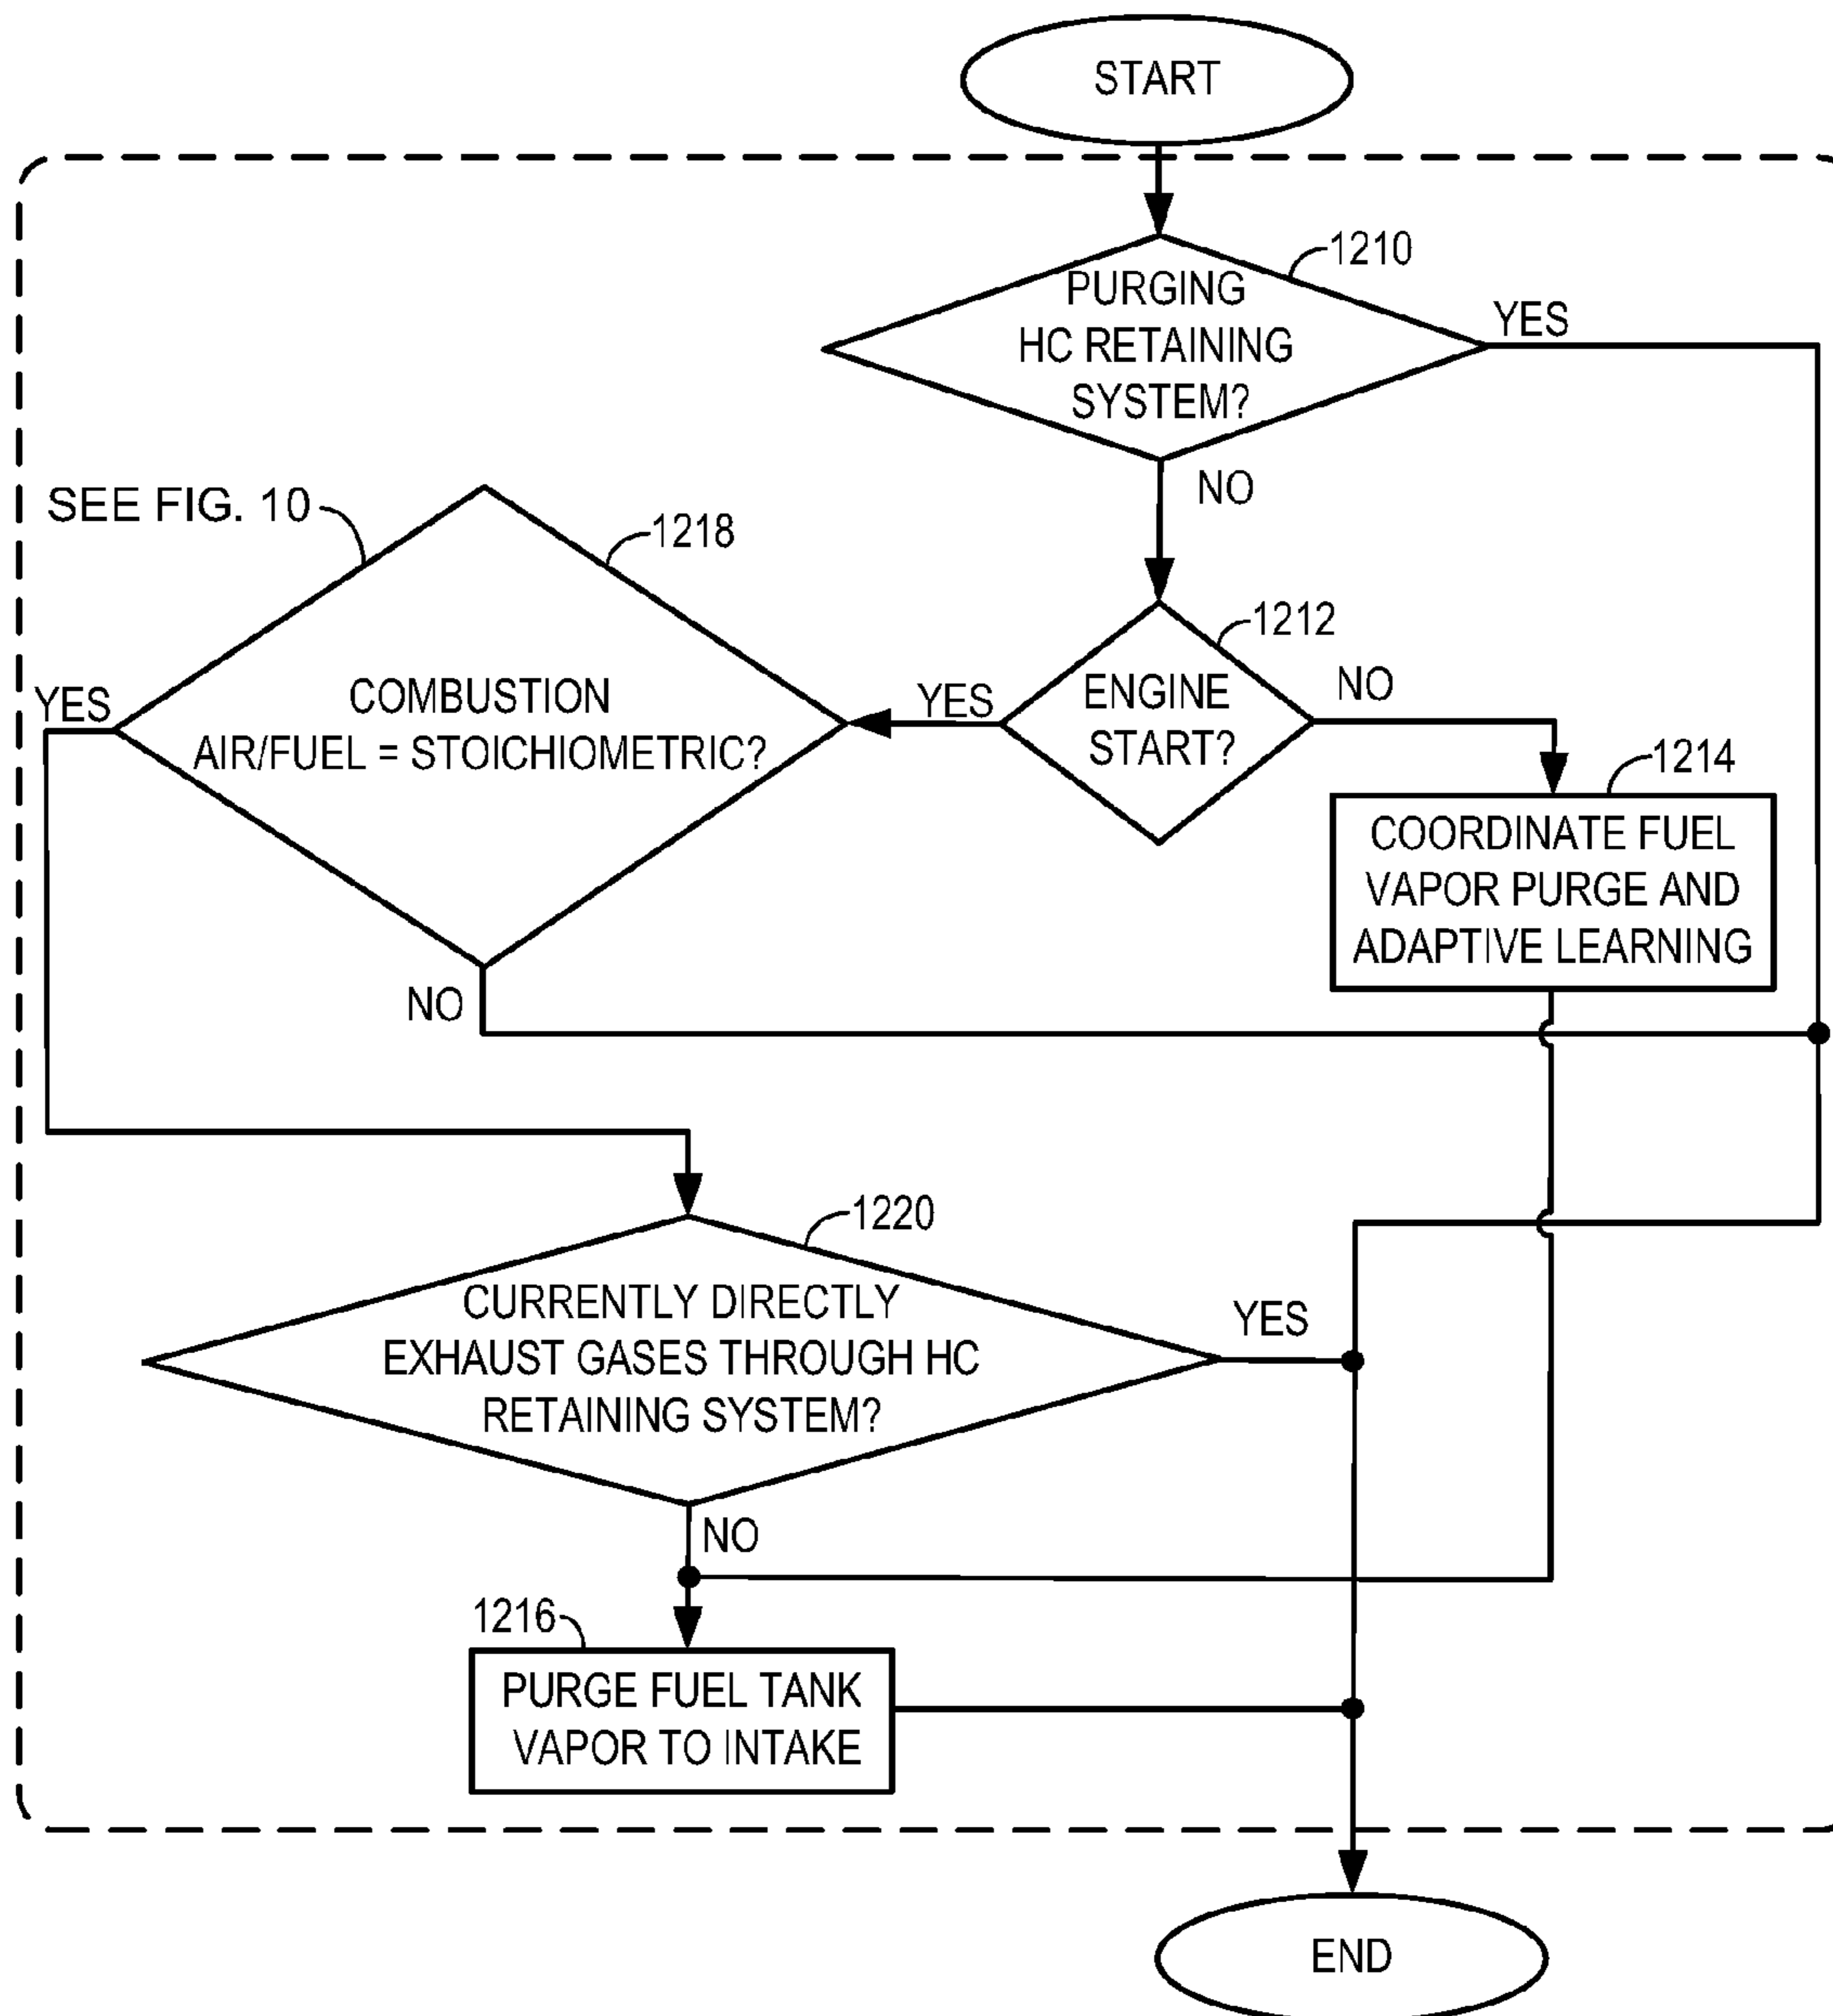 START
1210
PURGING
HC RETAINING
SYSTEM?
YES
NO
SEE FIG. 10
1218
COMBUSTION
AIR/FUEL = STOICHIOMETRIC?
YES
NO
1212
ENGINE
START?
YES
NO
1214
COORDINATE FUEL
VAPOR PURGE AND
ADAPTIVE LEARNING
1220
CURRENTLY DIRECTLY
EXHAUST GASES THROUGH HC
RETAINING SYSTEM?
YES
NO
1216
PURGE FUEL TANK
VAPOR TO INTAKE
END